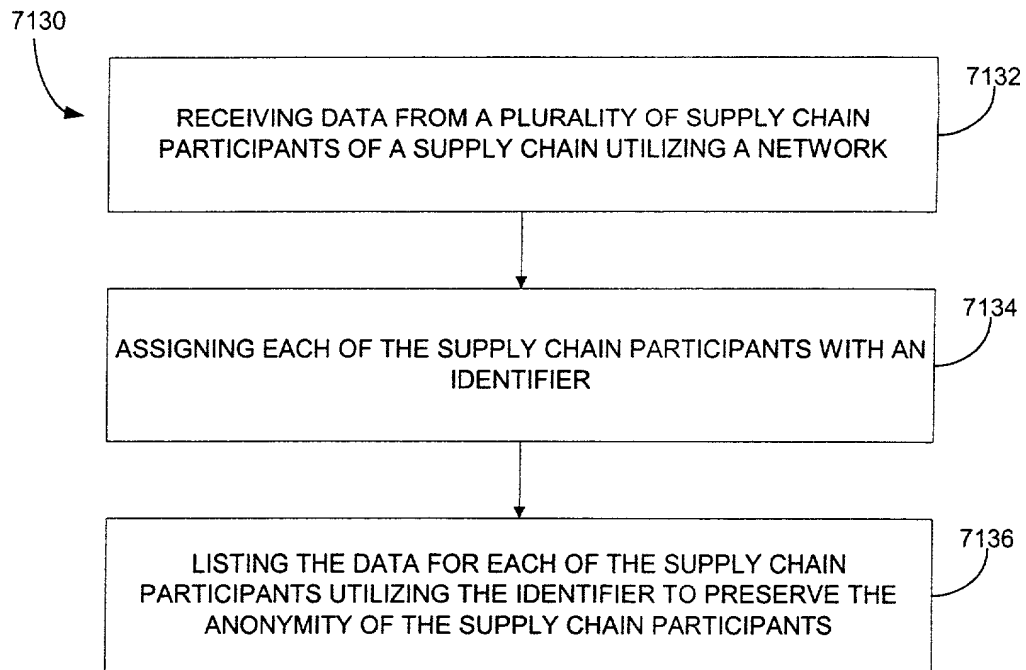 7130
7132
RECEIVING DATA FROM A PLURALITY OF SUPPLY CHAIN
PARTICIPANTS OF A SUPPLY CHAIN UTILIZING A NETWORK
7134
ASSIGNING EACH OF THE SUPPLY CHAIN PARTICIPANTS WITH AN
IDENTIFIER
7136
LISTING THE DATA FOR EACH OF THE SUPPLY CHAIN
PARTICIPANTS UTILIZING THE IDENTIFIER TO PRESERVE THE
ANONYMITY OF THE SUPPLY CHAIN PARTICIPANTS